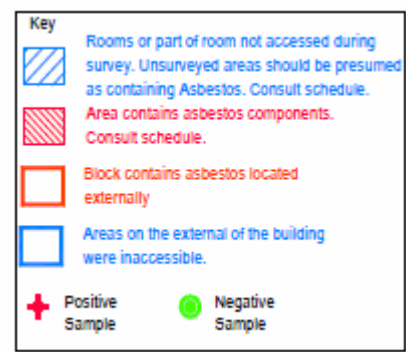 Key
Rooms or part of room not accessed during
survey. Unsurveyed areas should be presumed
as containing Asbestos. Consult schedule.
Area contains asbestos components.
Consult schedule.
Block contains asbestos located
externally
Areas on the external of the building
were inaccessible.
Positive
Sample
Negative
Sample